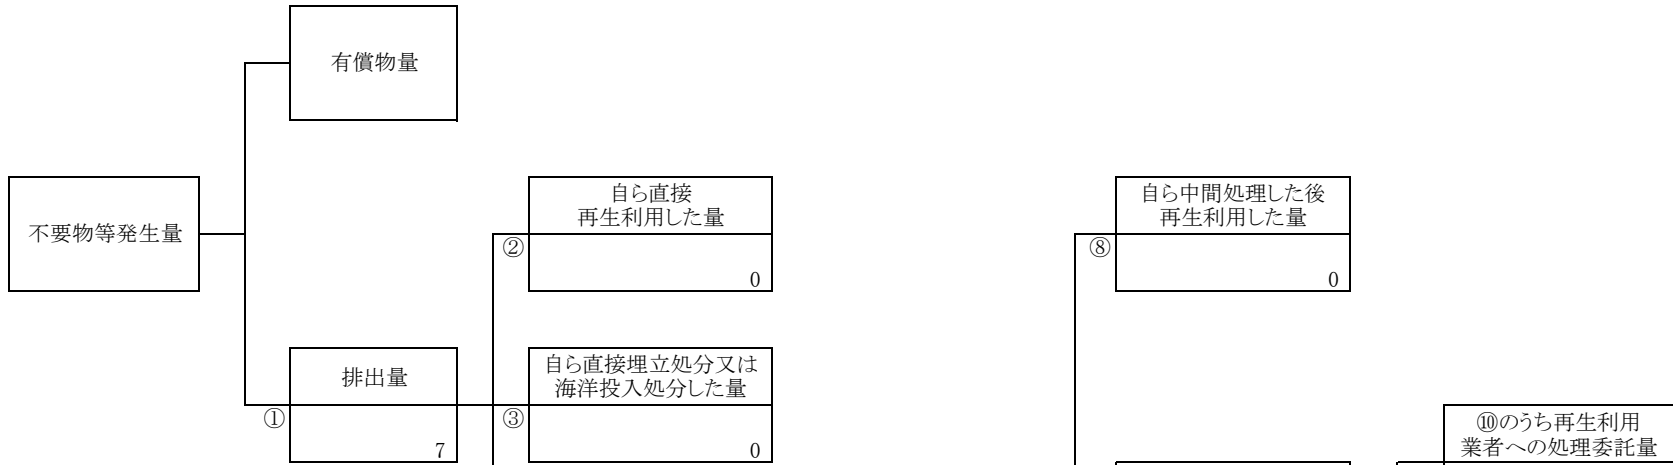 有償物量
不要物等発生量
自ら直接
再生利用した量
②
0
自ら中間処理した後
再生利用した量
⑧
0
排出量
①
7
自ら直接埋立処分又は
海洋投入処分した量
③
0
⑩のうち再生利用
業者への処理委託量